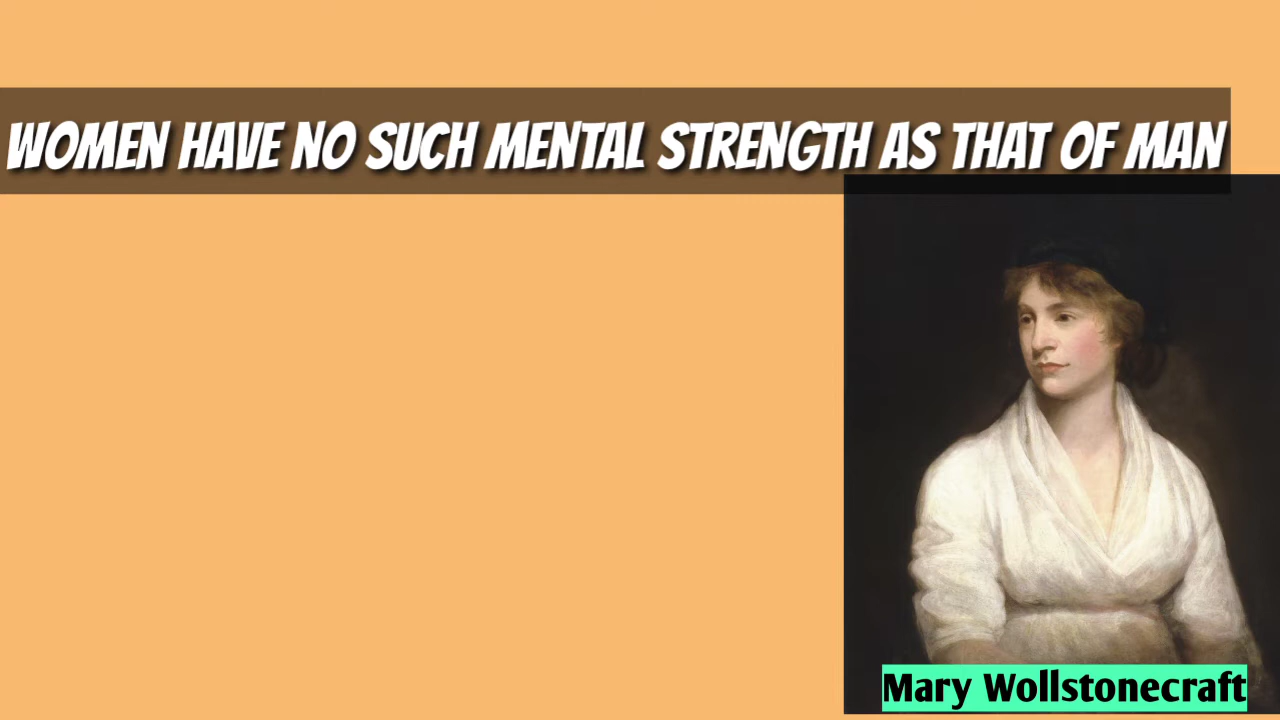 WOMEN HAVE NO SUCH MENTAL STRENGTH AS THAT OF MAN
Mary Wollstonecraft